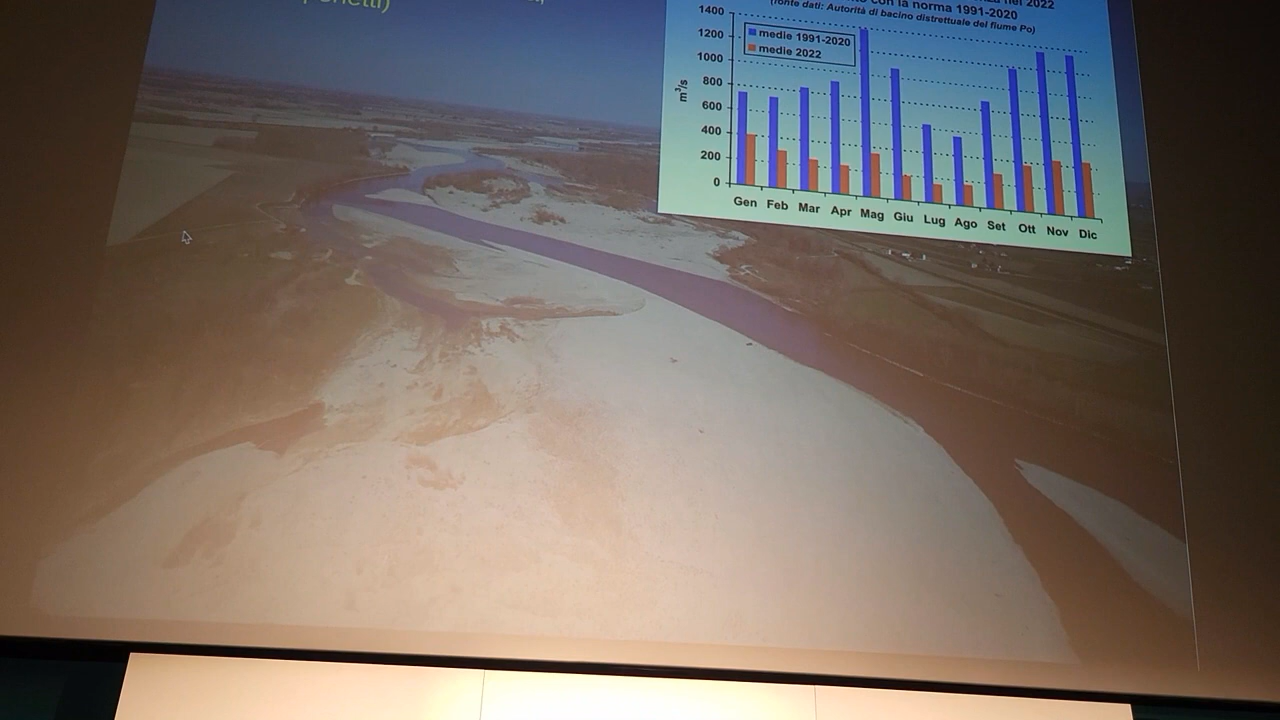 nel 2022
con la norma 1991-2020
(fonte dati: Autorità di bacino distrettuale del fiume Po)
1400
1200
1000
800
600
400
200
0
m³/s
medie 1991-2020
medie 2022
Gen Feb Mar Apr Mag Giu Lug Ago Set Ott Nov Dic